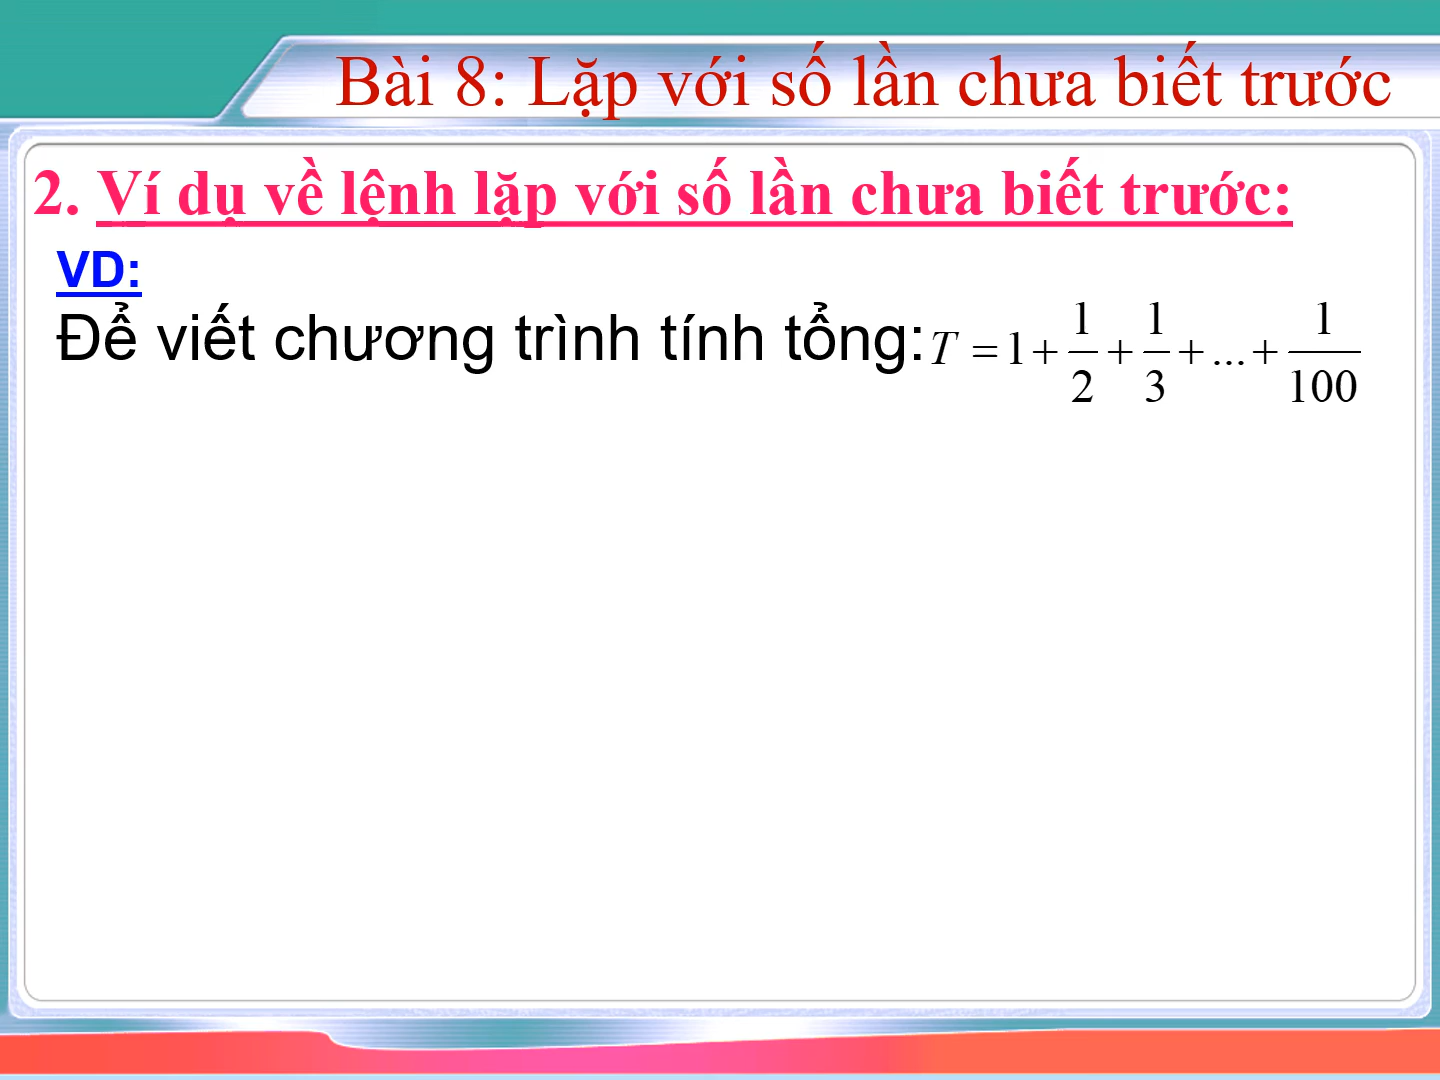 Bài 8: Lặp với số lần chưa biết trước
2. Ví dụ về lệnh lặp với số lần chưa biết trước:
VD:
Để viết chương trình tính tổng: T = 1 + 1/2 + 1/3 + ... + 1/100